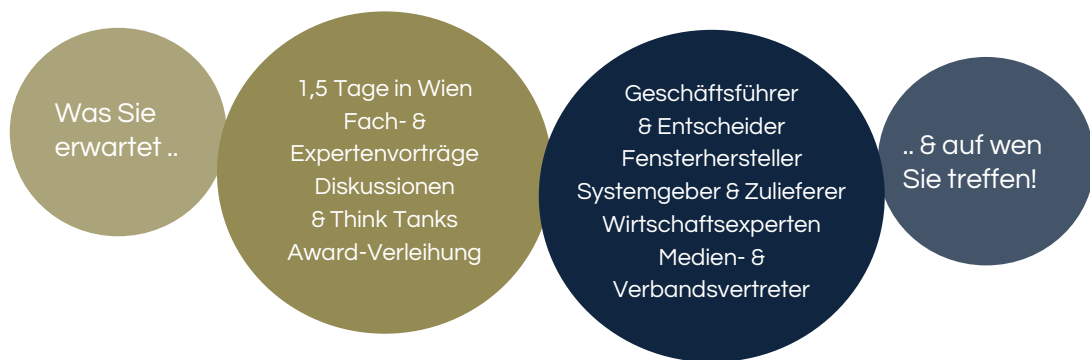 Was Sie
erwartet ..
1,5 Tage in Wien
Fach- &
Expertenvorträge
Diskussionen
& Think Tanks
Award-Verleihung
Geschäftsführer
& Entscheider
Fensterhersteller
Systemgeber & Zulieferer
Wirtschaftsexperten
Medien- &
Verbandsvertreter
.. & auf wen
Sie treffen!